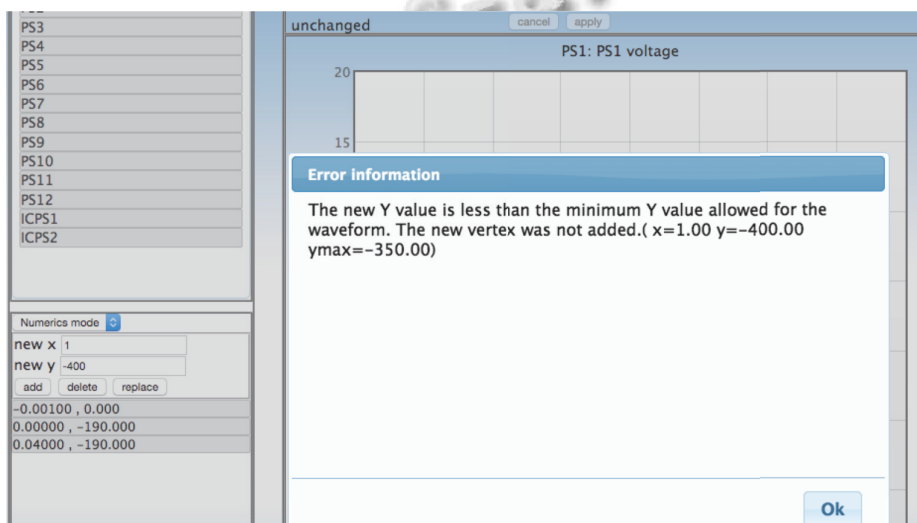 PS3
PS4
PS5
PS6
PS7
PS8
PS9
PS10
PS11
PS12
ICPS1
ICPS2
Numerics mode
new x 1
new y -400
add delete replace
-0.00100 , 0.000
0.00000 , -190.000
0.04000 , -190.000
unchanged
cancel apply
PS1: PS1 voltage
20
15
Error information
The new Y value is less than the minimum Y value allowed for the
waveform. The new vertex was not added.( x=1.00 y=-400.00
ymax=-350.00)
Ok